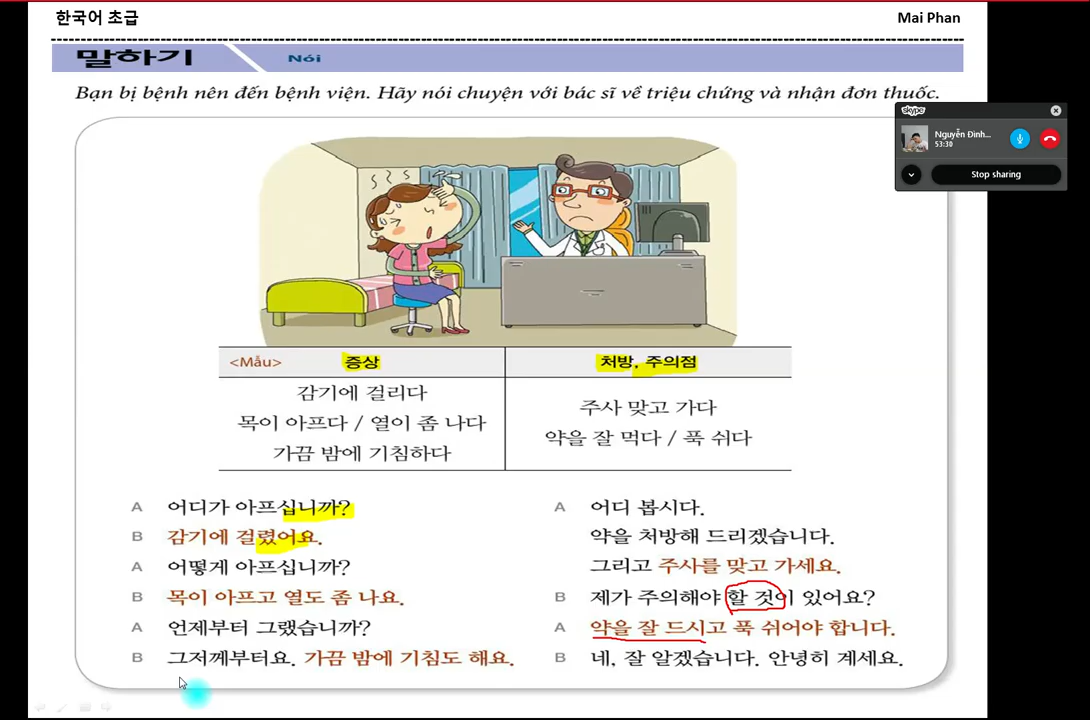 한국어 초급
Mai Phan
말하기
Nói
Bạn bị bệnh nên đến bệnh viện. Hãy nói chuyện với bác sĩ về triệu chứng và nhận đơn thuốc.
skype
Nguyễn Đình...
53:30
Stop sharing
<Mẫu> 증상
처방, 주의점
감기에 걸리다
목이 아프다 / 열이 좀 나다
가끔 밤에 기침하다
주사 맞고 가다
약을 잘 먹다 / 푹 쉬다
A 어디가 아프십니까?
B 감기에 걸렸어요.
A 어떻게 아프십니까?
B 목이 아프고 열도 좀 나요.
A 언제부터 그랬습니까?
B 그저께부터요. 가끔 밤에 기침도 해요.
A 어디 봅시다.
약을 처방해 드리겠습니다.
그리고 주사를 맞고 가세요.
B 제가 주의해야 할 것이 있어요?
A 약을 잘 드시고 푹 쉬어야 합니다.
B 네, 잘 알겠습니다. 안녕히 계세요.